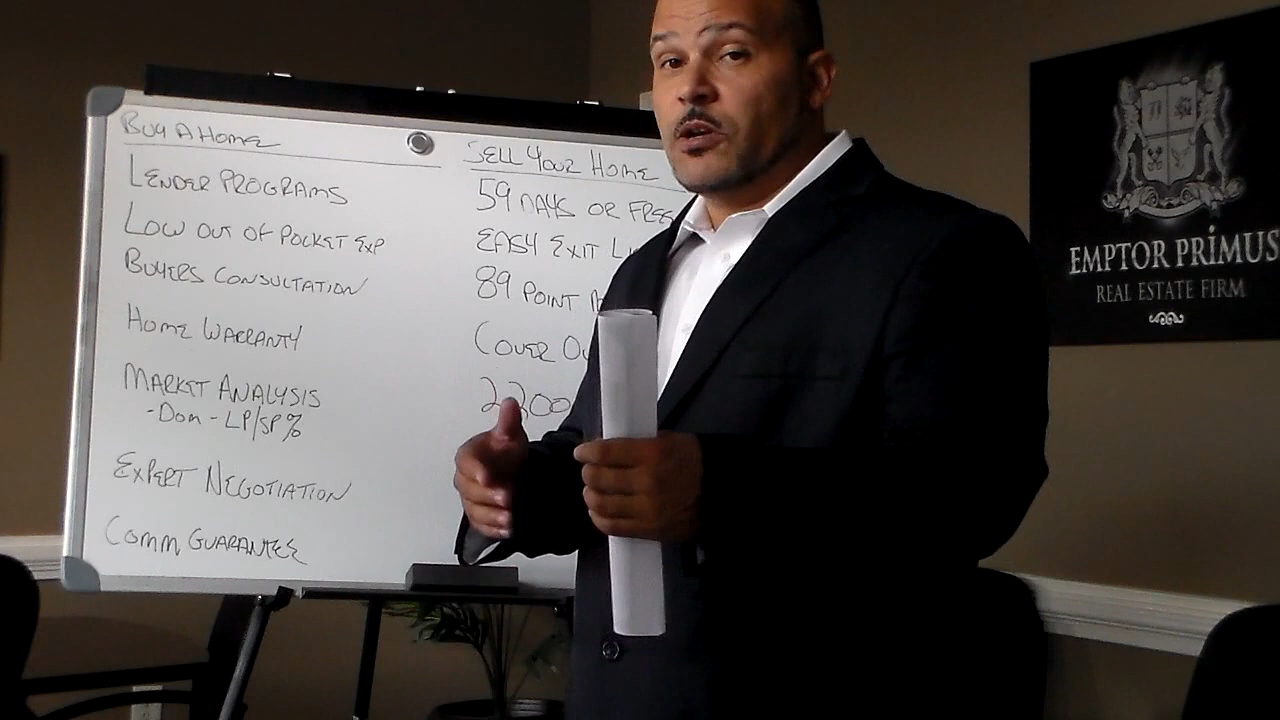 Buy A Home
Lender Programs
Low out of Pocket Exp
Buyers Consultation
Home Warranty
Market Analysis
-Dom - LP/SP%
Expert Negotiation
Comm Guarantee
Sell Your Home
59 Days or Free
Easy Exit
89 Point
Cover
2200
EMPTOR PRIMUS
REAL ESTATE FIRM